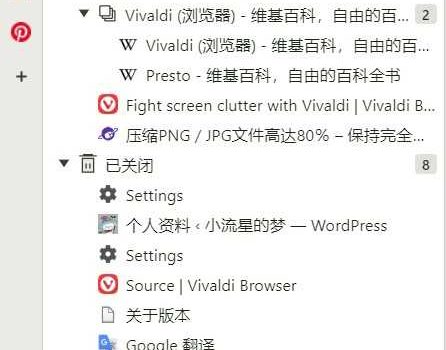 Vivaldi (浏览器) - 维基百科，自由的百... 2
Vivaldi (浏览器) - 维基百科，自由的百...
Presto - 维基百科，自由的百科全书
Fight screen clutter with Vivaldi | Vivaldi B...
压缩PNG / JPG文件高达80% – 保持完全...
已关闭 8
Settings
个人资料 ‹ 小流星的梦 — WordPress
Settings
Source | Vivaldi Browser
关于版本
Google 翻译